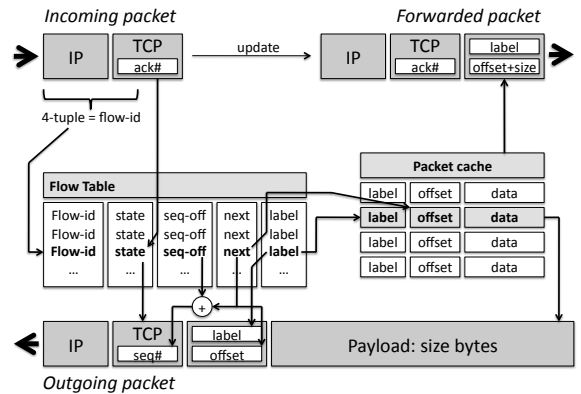 Incoming packet
Forwarded packet
IP
TCP
ack#
update
IP
TCP
ack#
label
offset+size
4-tuple = flow-id
Flow Table
Flow-id state seq-off next label
Flow-id state seq-off next label
Flow-id state seq-off next label
... ... ... ... ...
Packet cache
label offset data
label offset data
label offset data
label offset data
+
IP
TCP
seq#
label
offset
Payload: size bytes
Outgoing packet